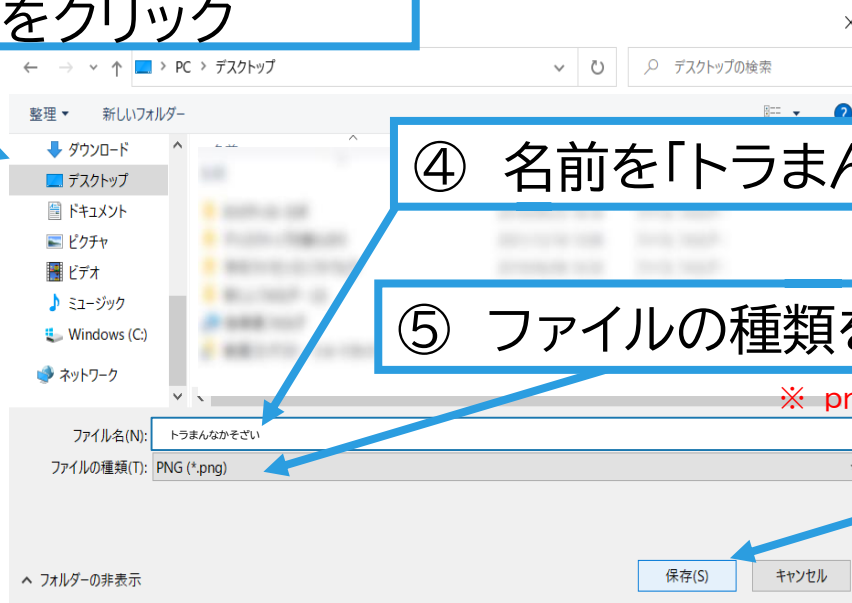 をクリック
PC > デスクトップ
デスクトップの検索
整理
新しいフォルダー
ダウンロード
デスクトップ
ドキュメント
ピクチャ
ビデオ
ミュージック
Windows (C:)
ネットワーク
④ 名前を「トラまん
⑤ ファイルの種類を
※ pr
ファイル名(N): トラまんなかそざい
ファイルの種類(T): PNG (*.png)
フォルダーの非表示
保存(S)
キャンセル